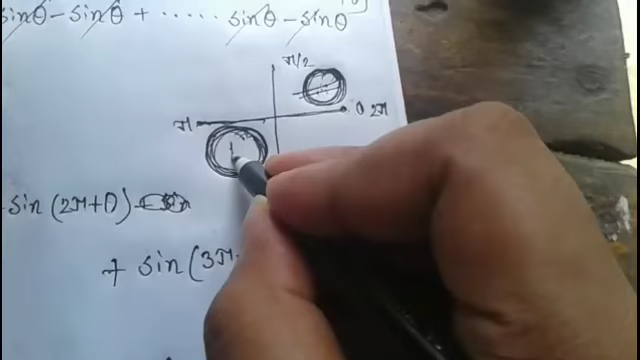 sinθ - sinθ + ...... sinθ - sinθ
π/2
π 0 2π
sin (2π+θ)
+ sin (3π